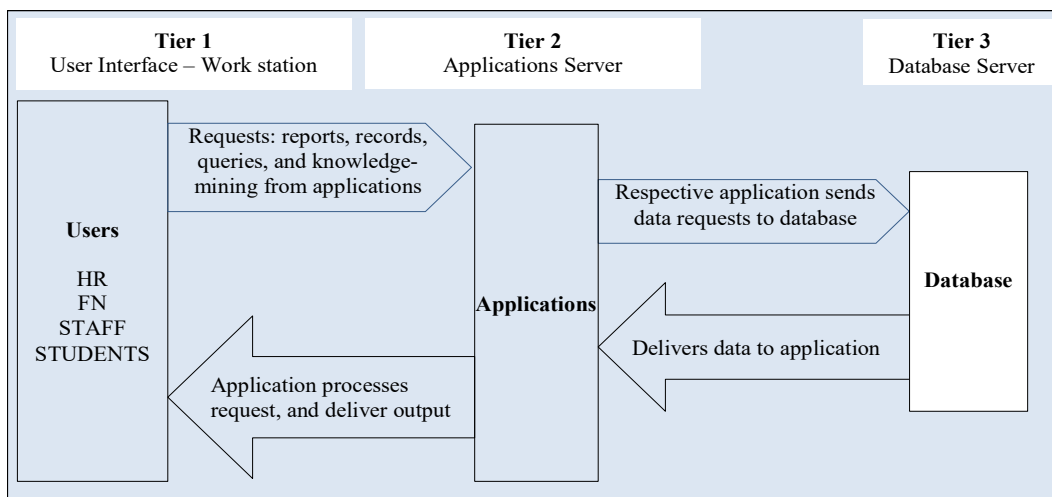 Tier 1
User Interface – Work station
Tier 2
Applications Server
Tier 3
Database Server
Requests: reports, records,
queries, and knowledge-
mining from applications
Respective application sends
data requests to database
Users
HR
FN
STAFF
STUDENTS
Applications
Database
Delivers data to application
Application processes
request, and deliver output